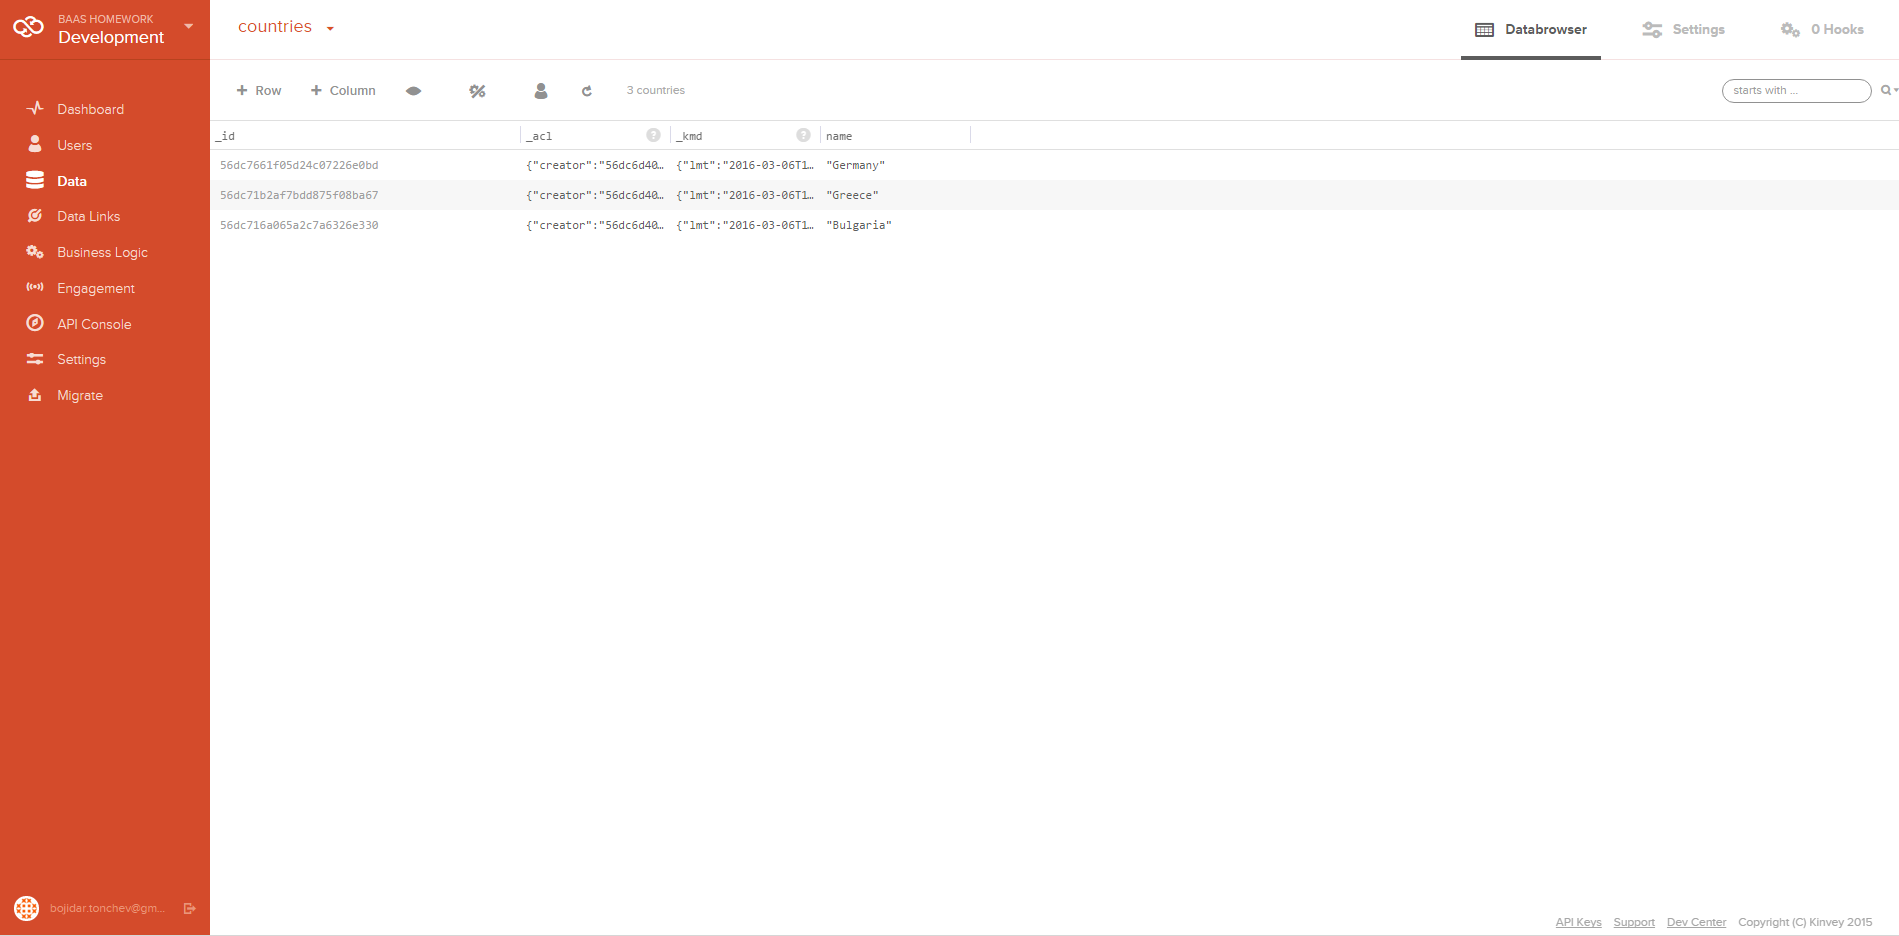 BAAS HOMEWORK
Development
Dashboard
Users
Data
Data Links
Business Logic
Engagement
API Console
Settings
Migrate
bojidar.tonchev@gm...
countries
Databrowser
Settings
0 Hooks
+ Row
+ Column
3 countries
starts with ...
_id _acl ? _kmd ? name
56dc7661f05d24c07226e0bd {"creator":"56dc6d40… {"lmt":"2016-03-06T1… "Germany"
56dc71b2af7bdd875f08ba67 {"creator":"56dc6d40… {"lmt":"2016-03-06T1… "Greece"
56dc716a065a2c7a6326e330 {"creator":"56dc6d40… {"lmt":"2016-03-06T1… "Bulgaria"
API Keys Support Dev Center Copyright (C) Kinvey 2015